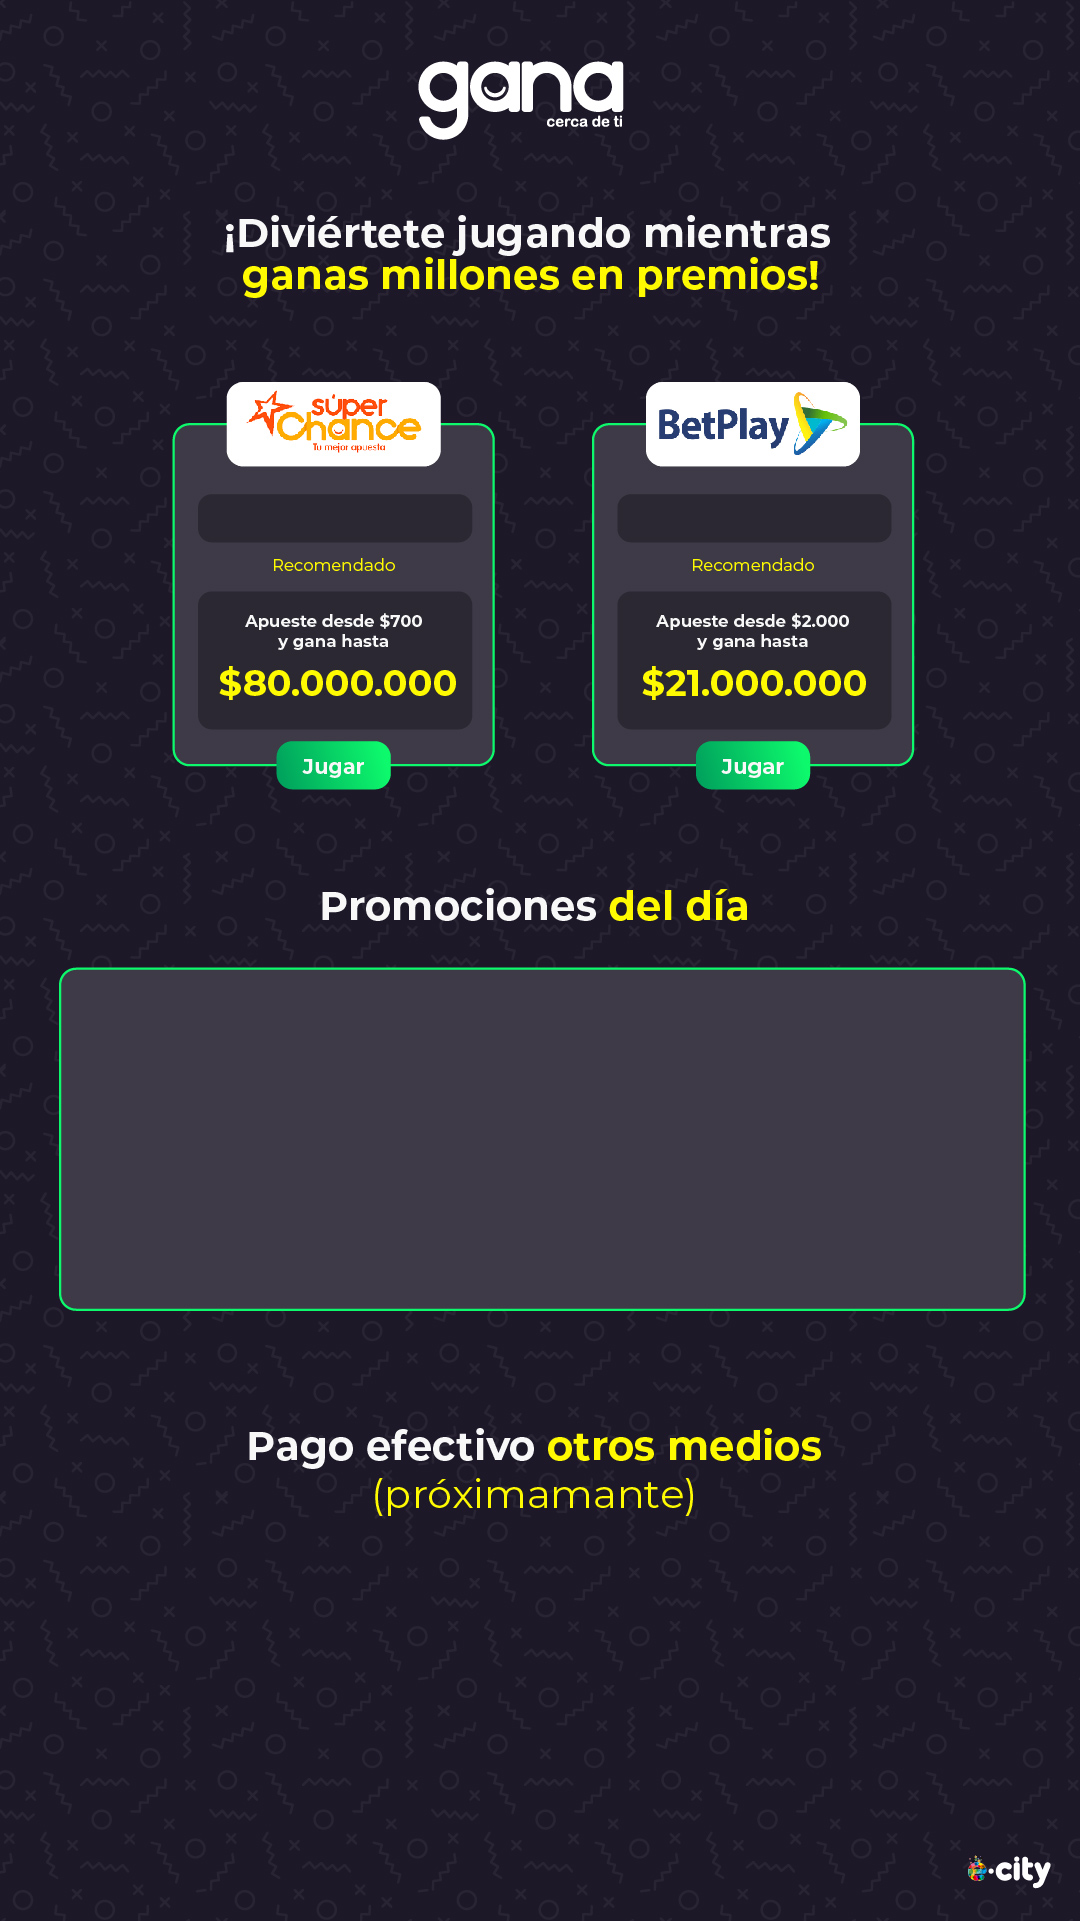 gana
cerca de ti
¡Diviértete jugando mientras
ganas millones en premios!
súper
Chance
Tu mejor apuesta
Recomendado
Apueste desde $700
y gana hasta
$80.000.000
Jugar
BetPlay
Recomendado
Apueste desde $2.000
y gana hasta
$21.000.000
Jugar
Promociones del día
Pago efectivo otros medios
(próximamante)
city